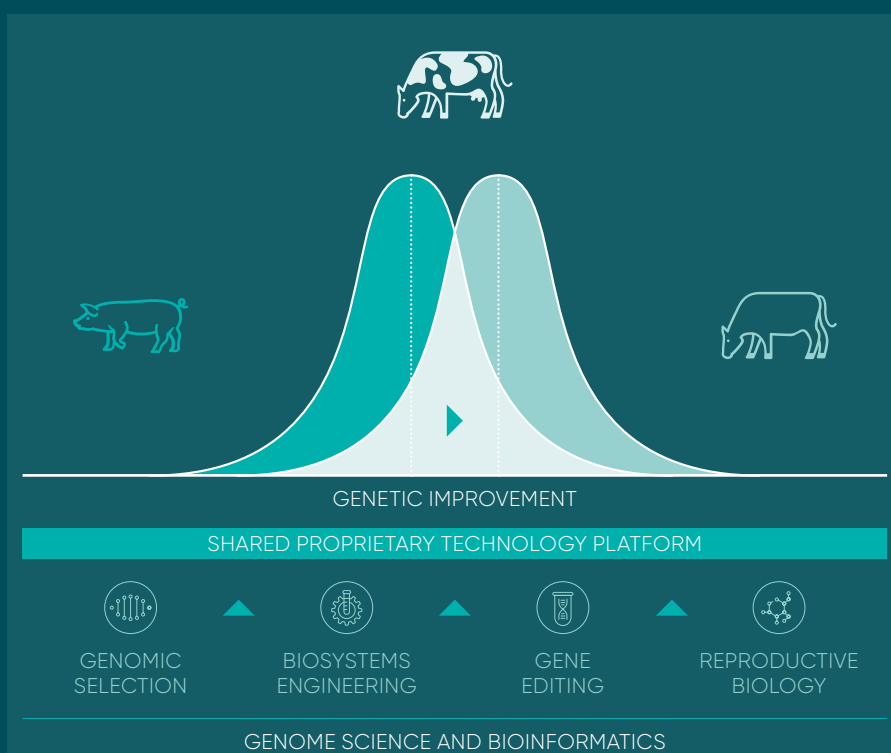 GENETIC IMPROVEMENT
SHARED PROPRIETARY TECHNOLOGY PLATFORM
GENOMIC
SELECTION
BIOSYSTEMS
ENGINEERING
GENE
EDITING
REPRODUCTIVE
BIOLOGY
GENOME SCIENCE AND BIOINFORMATICS